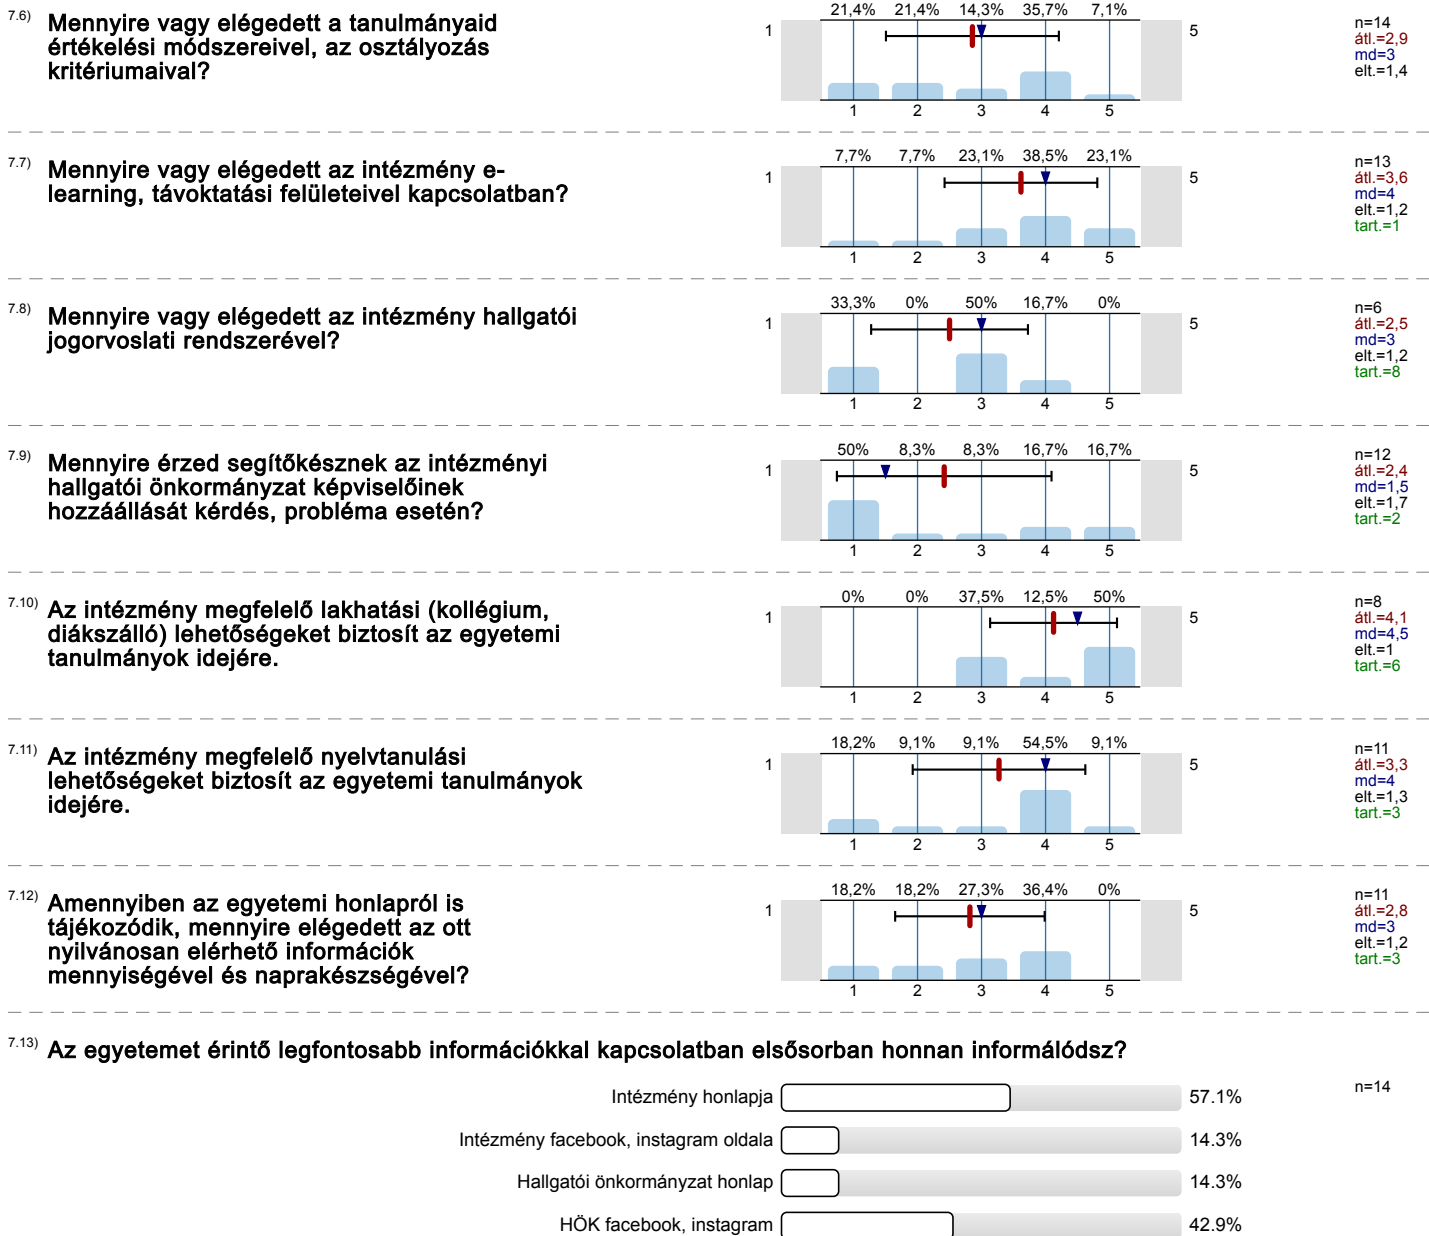 7.6) Mennyire vagy elégedett a tanulmányaid
értékelési módszereivel, az osztályozás
kritériumaival?
21,4% 21,4% 14,3% 35,7% 7,1%
1 5
1 2 3 4 5
n=14
átl.=2,9
md=3
elt.=1,4
7.7) Mennyire vagy elégedett az intézmény e-
learning, távoktatási felületeivel kapcsolatban?
7,7% 7,7% 23,1% 38,5% 23,1%
1 5
1 2 3 4 5
n=13
átl.=3,6
md=4
elt.=1,2
tart.=1
7.8) Mennyire vagy elégedett az intézmény hallgatói
jogorvoslati rendszerével?
33,3% 0% 50% 16,7% 0%
1 5
1 2 3 4 5
n=6
átl.=2,5
md=3
elt.=1,2
tart.=8
7.9) Mennyire érzed segítőkésznek az intézményi
hallgatói önkormányzat képviselőinek
hozzáállását kérdés, probléma esetén?
50% 8,3% 8,3% 16,7% 16,7%
1 5
1 2 3 4 5
n=12
átl.=2,4
md=1,5
elt.=1,7
tart.=2
7.10) Az intézmény megfelelő lakhatási (kollégium,
diákszálló) lehetőségeket biztosít az egyetemi
tanulmányok idejére.
0% 0% 37,5% 12,5% 50%
1 5
1 2 3 4 5
n=8
átl.=4,1
md=4,5
elt.=1
tart.=6
7.11) Az intézmény megfelelő nyelvtanulási
lehetőségeket biztosít az egyetemi tanulmányok
idejére.
18,2% 9,1% 9,1% 54,5% 9,1%
1 5
1 2 3 4 5
n=11
átl.=3,3
md=4
elt.=1,3
tart.=3
7.12) Amennyiben az egyetemi honlapról is
tájékozódik, mennyire elégedett az ott
nyilvánosan elérhető információk
mennyiségével és naprakészségével?
18,2% 18,2% 27,3% 36,4% 0%
1 5
1 2 3 4 5
n=11
átl.=2,8
md=3
elt.=1,2
tart.=3
7.13) Az egyetemet érintő legfontosabb információkkal kapcsolatban elsősorban honnan informálódsz?
Intézmény honlapja 57.1% n=14
Intézmény facebook, instagram oldala 14.3%
Hallgatói önkormányzat honlap 14.3%
HÖK facebook, instagram 42.9%